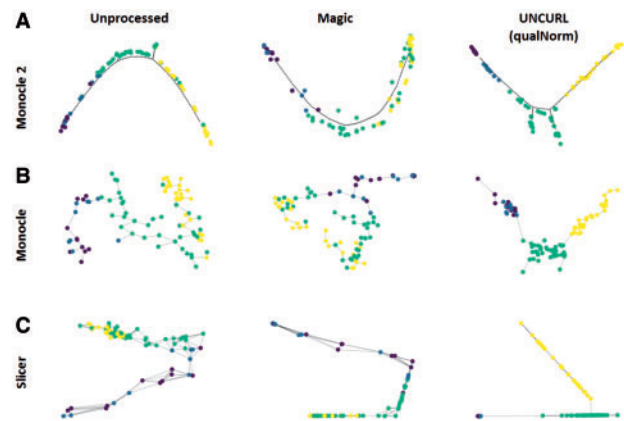 A
Unprocessed
Magic
UNCURL
(qualNorm)
Monocle 2
B
Monocle
C
Slicer